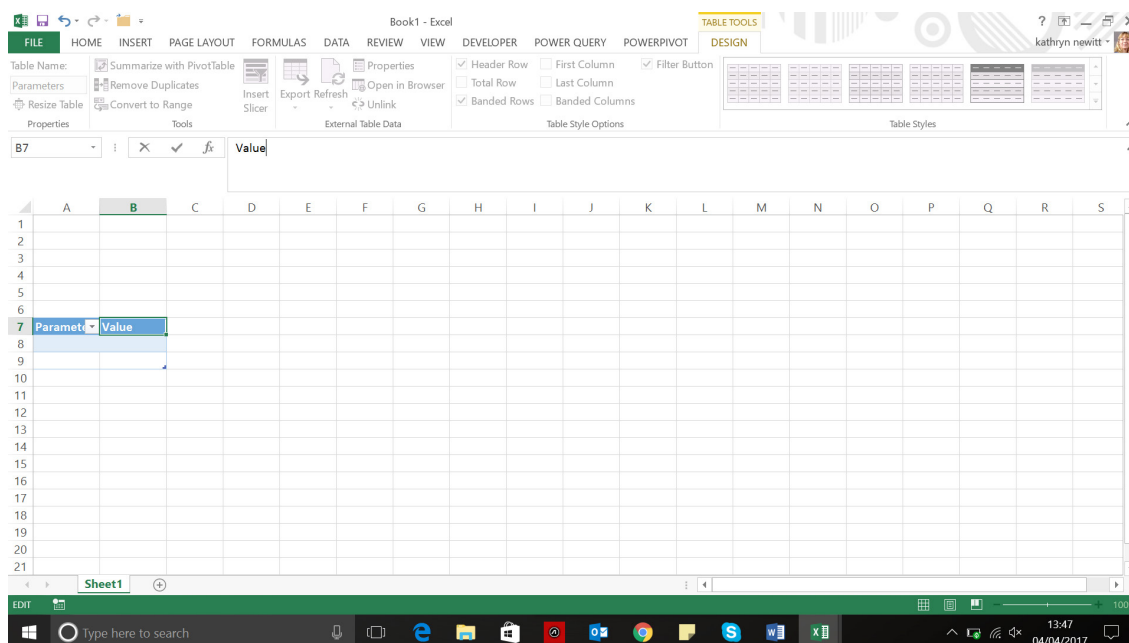 Book1 - Excel
TABLE TOOLS
?
FILE HOME INSERT PAGE LAYOUT FORMULAS DATA REVIEW VIEW DEVELOPER POWER QUERY POWERPIVOT DESIGN kathryn newitt
Table Name:
Parameters
Resize Table
Properties
Summarize with PivotTable
Remove Duplicates
Convert to Range
Tools
Insert
Slicer
Export Refresh
Properties
Open in Browser
Unlink
External Table Data
Header Row First Column Filter Button
Total Row Last Column
Banded Rows Banded Columns
Table Style Options
Table Styles
B7 fx Value
A B C D E F G H I J K L M N O P Q R S
1
2
3
4
5
6
7 Paramete Value
8
9
10
11
12
13
14
15
16
17
18
19
20
21
Sheet1
EDIT 100
Type here to search
13:47
04/04/2017